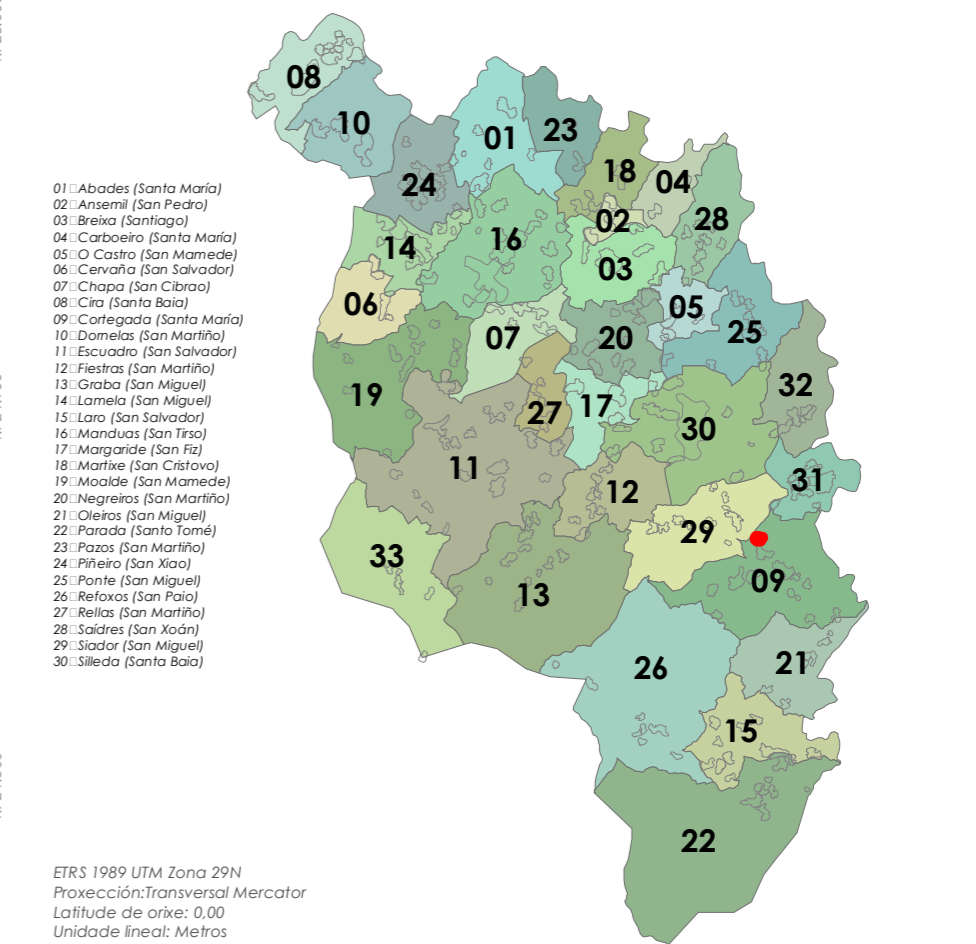 08
10
01
23
18
04
24
02
28
14
16
03
06
05
07
20
25
19
27
17
32
30
11
12
31
29
33
09
13
26
21
15
22
01 Abades (Santa María)
02 Ansemil (San Pedro)
03 Breixa (Santiago)
04 Carboeiro (Santa María)
05 O Castro (San Mamede)
06 Cervaña (San Salvador)
07 Chapa (San Cibrao)
08 Cira (Santa Baia)
09 Cortegada (Santa María)
10 Dornelas (San Martiño)
11 Escuadro (San Salvador)
12 Fiestras (San Martiño)
13 Graba (San Miguel)
14 Lamela (San Miguel)
15 Laro (San Salvador)
16 Manduas (San Tirso)
17 Margaride (San Fiz)
18 Martixe (San Cristovo)
19 Moalde (San Mamede)
20 Negreiros (San Martiño)
21 Oleiros (San Miguel)
22 Parada (Santo Tomé)
23 Pazos (San Martiño)
24 Piñeiro (San Xiao)
25 Ponte (San Miguel)
26 Refoxos (San Paio)
27 Rellas (San Martiño)
28 Saídres (San Xoán)
29 Siador (San Miguel)
30 Silleda (Santa Baia)
ETRS 1989 UTM Zona 29N
Proxección:Transversal Mercator
Latitude de orixe: 0,00
Unidade lineal: Metros